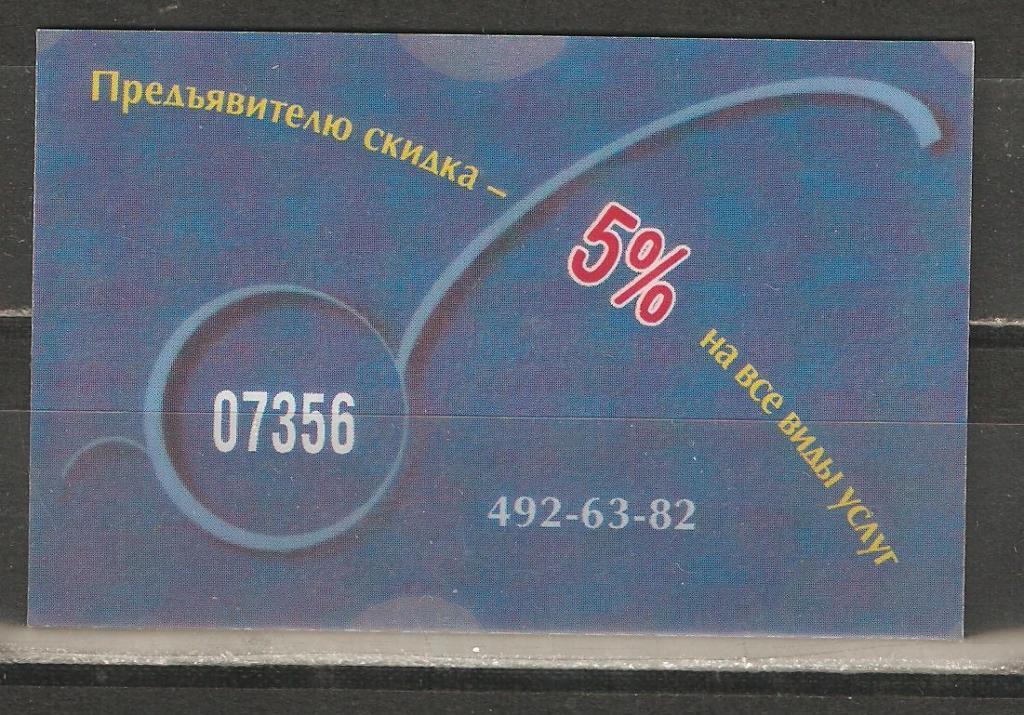 Предъявителю скидка –
5%
на все виды услуг
07356
492-63-82